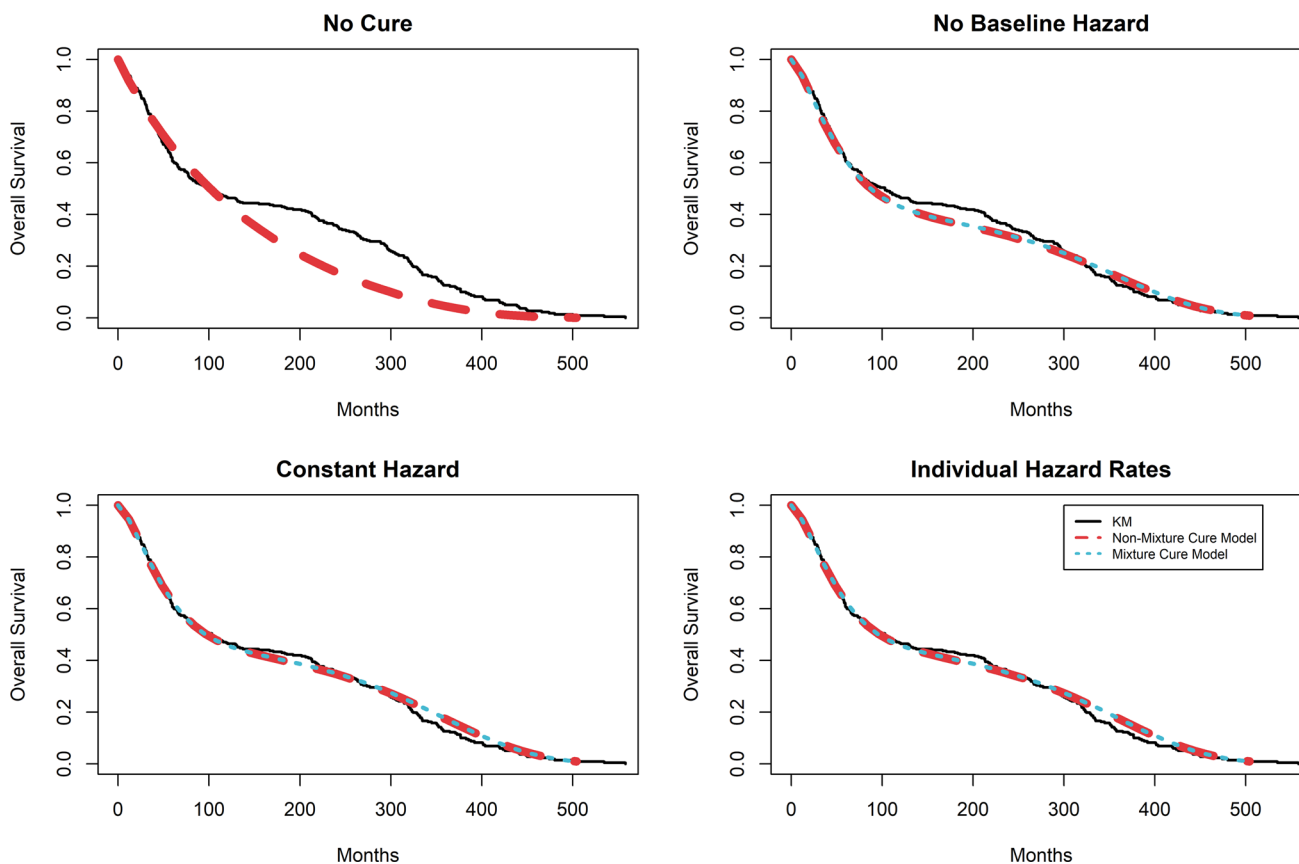 No Cure
Overall Survival
1.0
0.8
0.6
0.4
0.2
0.0
0 100 200 300 400 500
Months
No Baseline Hazard
Overall Survival
1.0
0.8
0.6
0.4
0.2
0.0
0 100 200 300 400 500
Months
Constant Hazard
Overall Survival
1.0
0.8
0.6
0.4
0.2
0.0
0 100 200 300 400 500
Months
Individual Hazard Rates
KM
Non-Mixture Cure Model
Mixture Cure Model
Overall Survival
1.0
0.8
0.6
0.4
0.2
0.0
0 100 200 300 400 500
Months